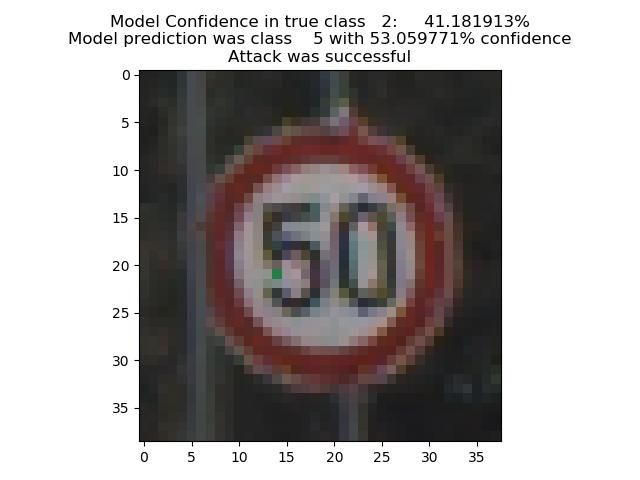 Model Confidence in true class 2: 41.181913%
Model prediction was class 5 with 53.059771% confidence
Attack was successful
0
5
10
15
20
25
30
35
50
0 5 10 15 20 25 30 35